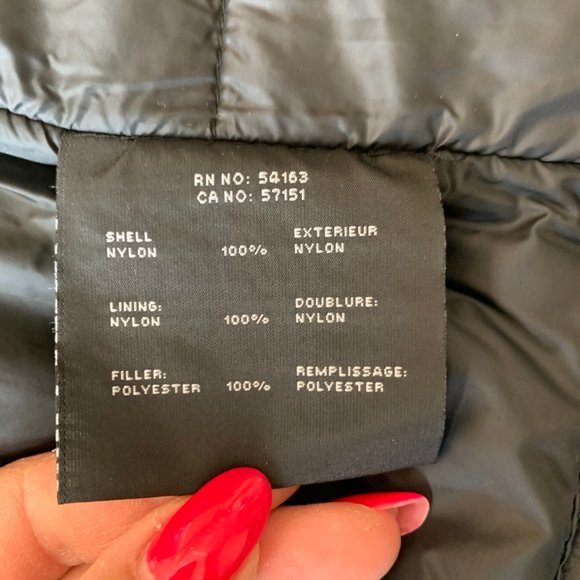 RN NO: 54163
CA NO: 57151
SHELL EXTERIEUR
NYLON 100% NYLON
LINING: DOUBLURE:
NYLON 100% NYLON
FILLER: REMPLISSAGE:
POLYESTER 100% POLYESTER